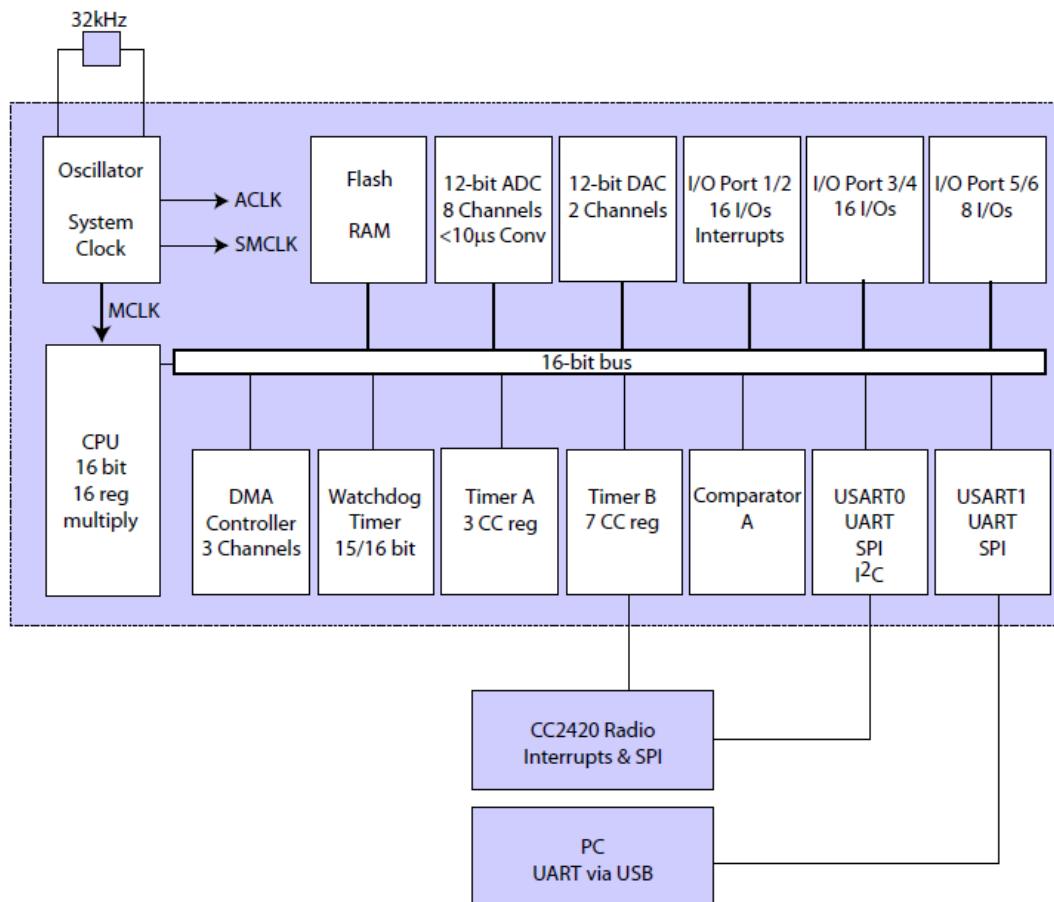 32kHz
Oscillator
System
Clock
ACLK
SMCLK
MCLK
Flash
RAM
12-bit ADC
8 Channels
<10μs Conv
12-bit DAC
2 Channels
I/O Port 1/2
16 I/Os
Interrupts
I/O Port 3/4
16 I/Os
I/O Port 5/6
8 I/Os
16-bit bus
CPU
16 bit
16 reg
multiply
DMA
Controller
3 Channels
Watchdog
Timer
15/16 bit
Timer A
3 CC reg
Timer B
7 CC reg
Comparator
A
USART0
UART
SPI
I²C
USART1
UART
SPI
CC2420 Radio
Interrupts & SPI
PC
UART via USB